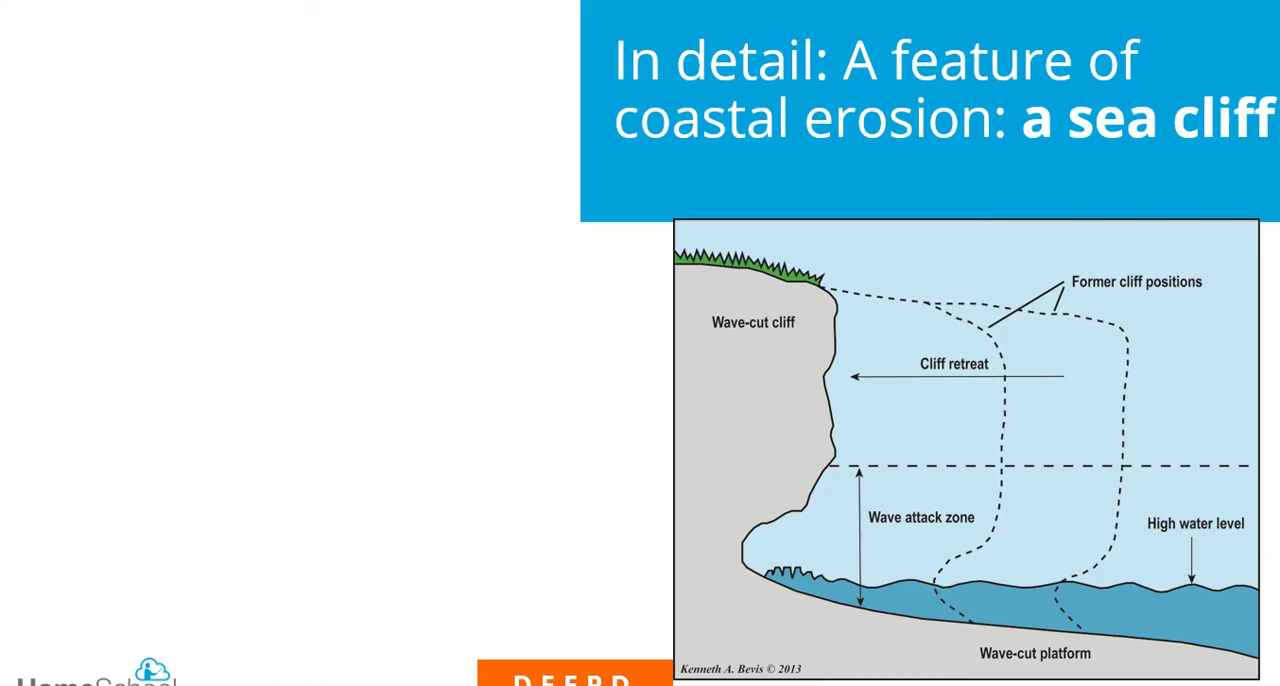 In detail: A feature of
coastal erosion: a sea cliff
Former cliff positions
Wave-cut cliff
Cliff retreat
Wave attack zone
High water level
Wave-cut platform
Kenneth A. Bevis © 2013
HomeSchool
DEERD